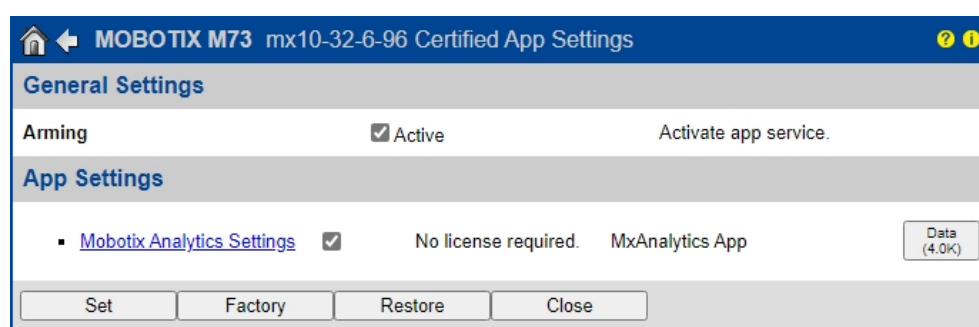 MOBOTIX M73 mx10-32-6-96 Certified App Settings ? i
General Settings
Arming Active Activate app service.
App Settings
Mobotix Analytics Settings No license required. MxAnalytics App Data
(4.0K)
Set Factory Restore Close